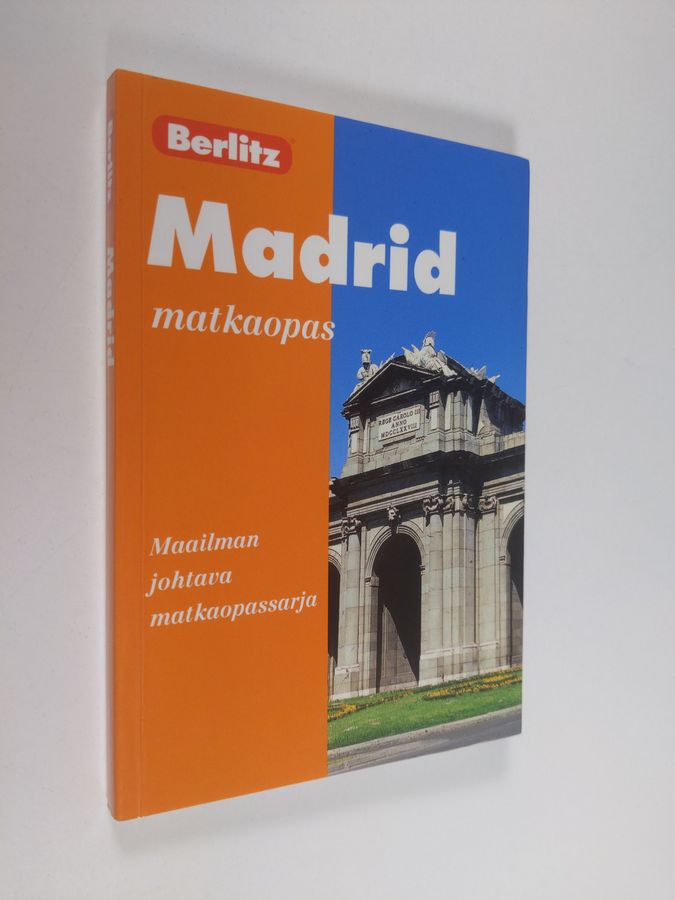 Berlitz
Madrid
matkaopas
REGE CAROLO III
ANNO
MDCCLXXVIII
Maailman
johtava
matkaopassarja
Berlitz Madrid